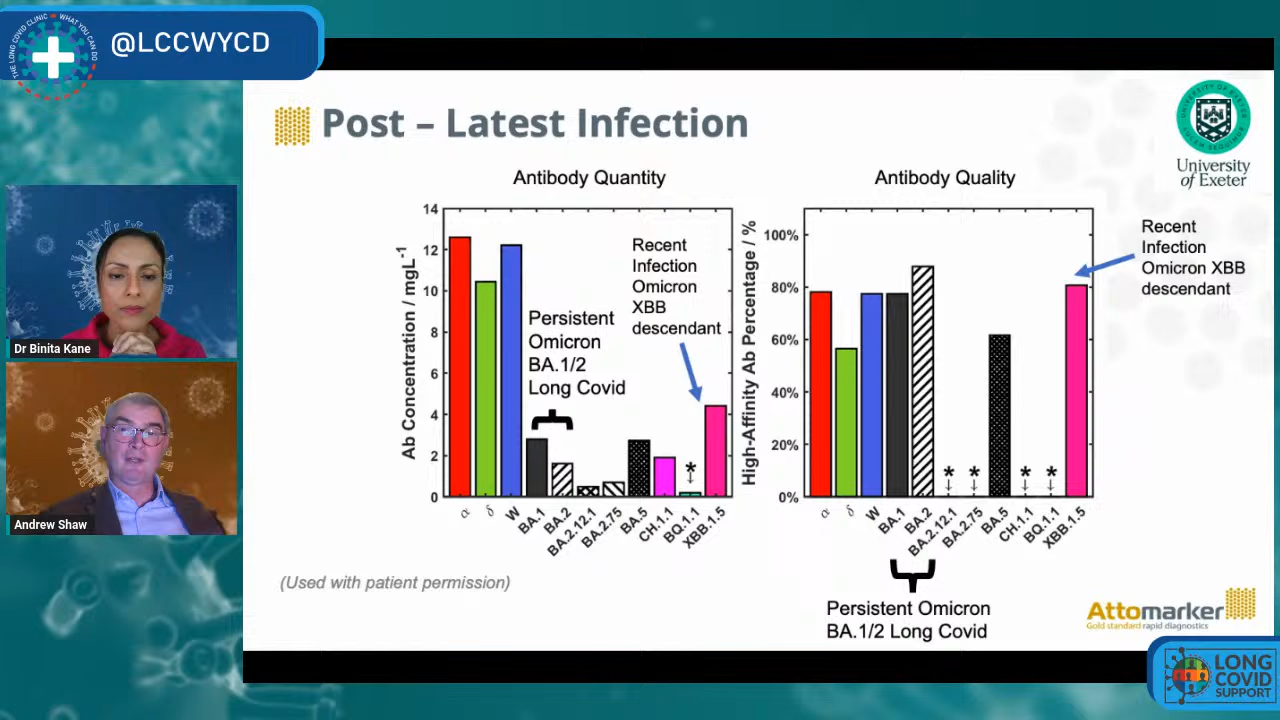 THE LONG COVID CLINIC - WHAT YOU CAN DO
@LCCWYCD
Post – Latest Infection
UNIVERSITY OF EXETER
LUCEM SEQUIMUR
University
of Exeter
Antibody Quantity
Antibody Quality
Ab Concentration / mgL-1
14
12
10
8
6
4
2
0
Persistent
Omicron
BA.1/2
Long Covid
Recent
Infection
Omicron
XBB
descendant
*
α
δ
W
BA.1
BA.2
BA.2.12.1
BA.2.75
BA.5
CH.1.1
BQ.1.1
XBB.1.5
High-Affinity Ab Percentage / %
100%
80%
60%
40%
20%
0%
* * * *
α
δ
W
BA.1
BA.2
BA.2.12.1
BA.2.75
BA.5
CH.1.1
BQ.1.1
XBB.1.5
Recent
Infection
Omicron XBB
descendant
Persistent Omicron
BA.1/2 Long Covid
(Used with patient permission)
Attomarker
Gold standard rapid diagnostics
Dr Binita Kane
Andrew Shaw
LONG
COVID
SUPPORT